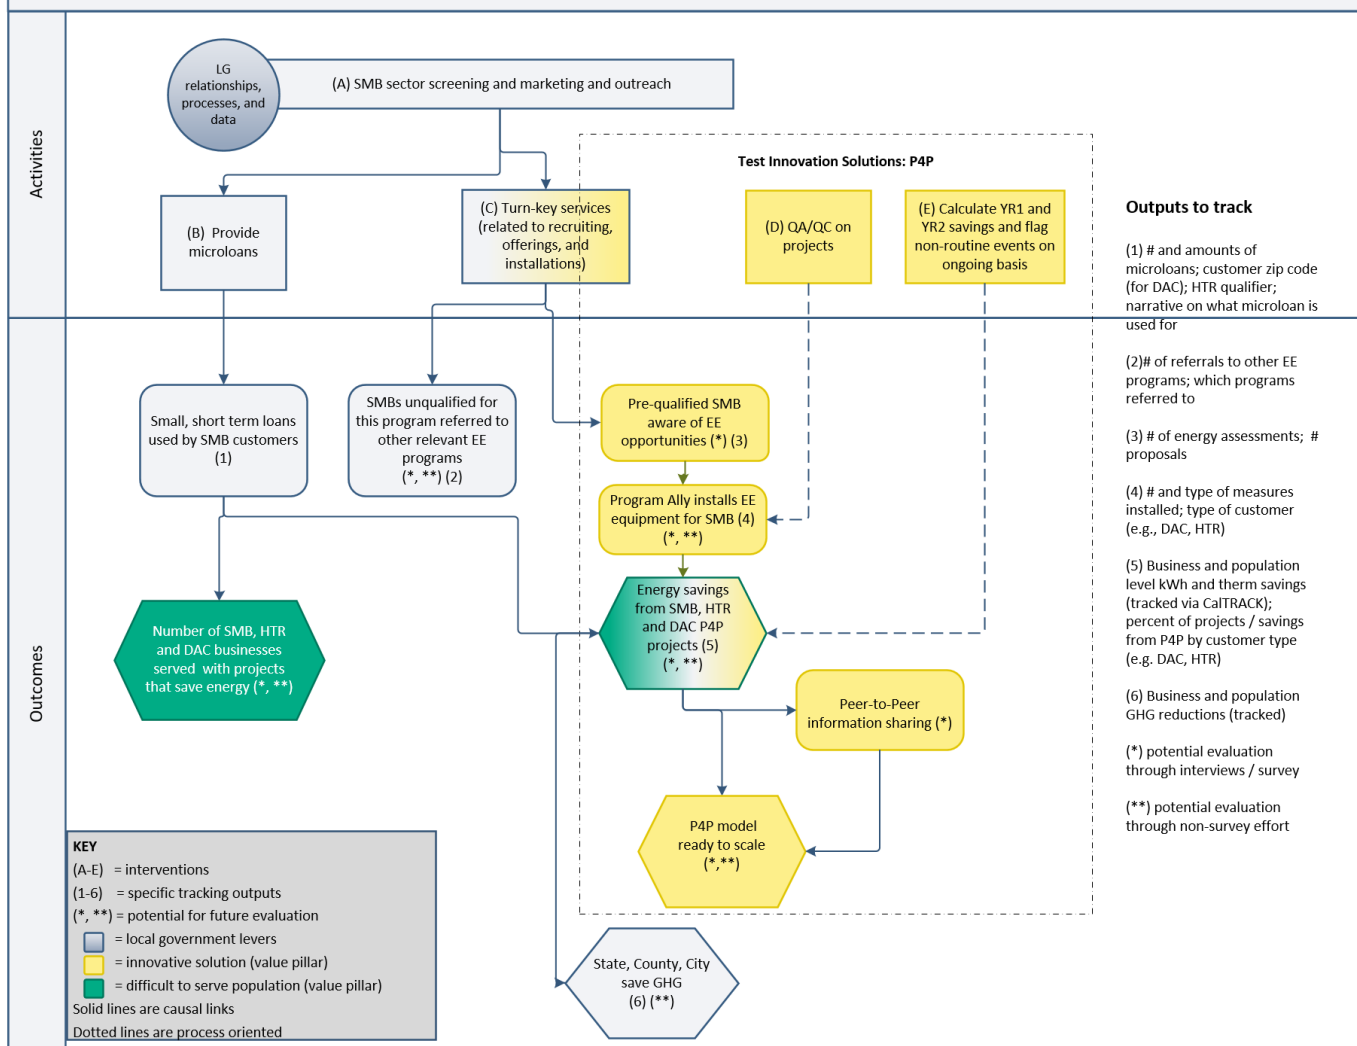 Activities
LG
relationships,
processes, and
data
(A) SMB sector screening and marketing and outreach
Test Innovation Solutions: P4P
(B) Provide
microloans
(C) Turn-key services
(related to recruiting,
offerings, and
installations)
(D) QA/QC on
projects
(E) Calculate YR1 and
YR2 savings and flag
non-routine events on
ongoing basis
Outcomes
Small, short term loans
used by SMB customers
(1)
SMBs unqualified for
this program referred to
other relevant EE
programs
(*, **) (2)
Pre-qualified SMB
aware of EE
opportunities (*) (3)
Program Ally installs EE
equipment for SMB (4)
(*, **)
Number of SMB, HTR
and DAC businesses
served with projects
that save energy (*, **)
Energy savings
from SMB, HTR
and DAC P4P
projects (5)
(*, **)
Peer-to-Peer
information sharing (*)
P4P model
ready to scale
(*,**)
State, County, City
save GHG
(6) (**)
KEY
(A-E) = interventions
(1-6) = specific tracking outputs
(*, **) = potential for future evaluation
= local government levers
= innovative solution (value pillar)
= difficult to serve population (value pillar)
Solid lines are causal links
Dotted lines are process oriented
Outputs to track
(1) # and amounts of
microloans; customer zip code
(for DAC); HTR qualifier;
narrative on what microloan is
used for
(2)# of referrals to other EE
programs; which programs
referred to
(3) # of energy assessments; #
proposals
(4) # and type of measures
installed; type of customer
(e.g., DAC, HTR)
(5) Business and population
level kWh and therm savings
(tracked via CalTRACK);
percent of projects / savings
from P4P by customer type
(e.g. DAC, HTR)
(6) Business and population
GHG reductions (tracked)
(*) potential evaluation
through interviews / survey
(**) potential evaluation
through non-survey effort